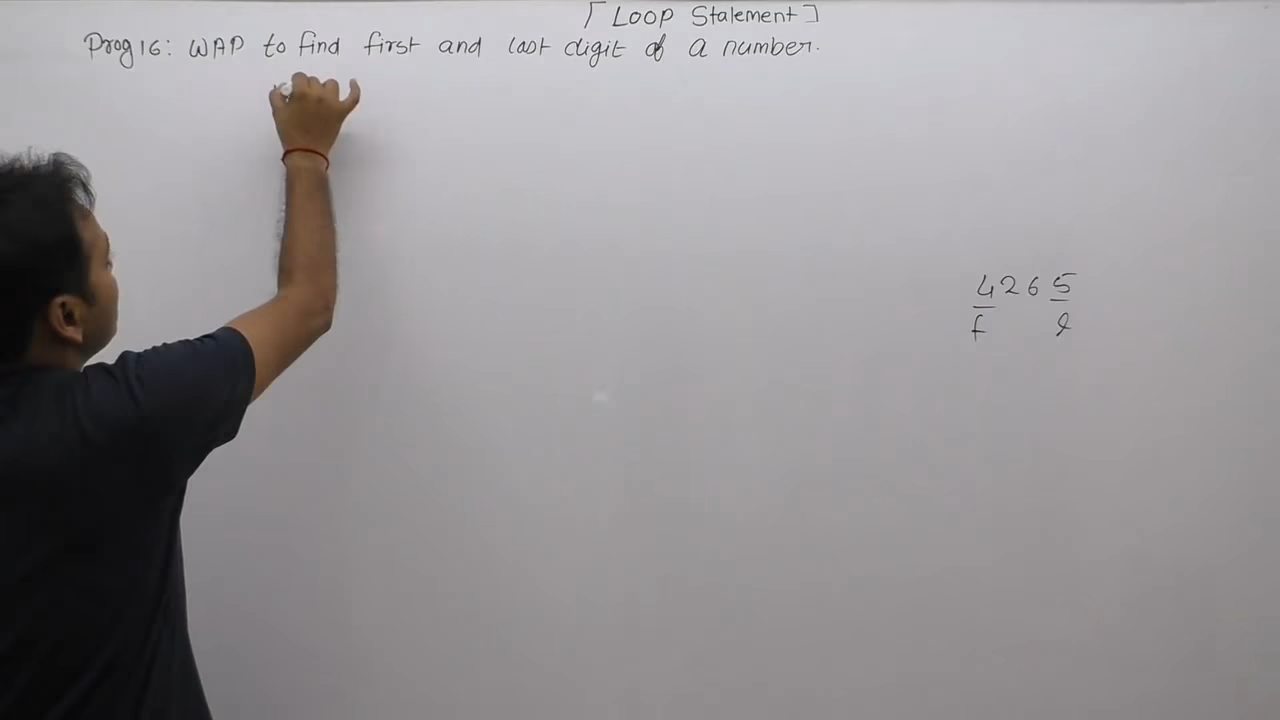 [Loop Statement]
Prog 16: WAP to find first and last digit of a number.
4265
f l